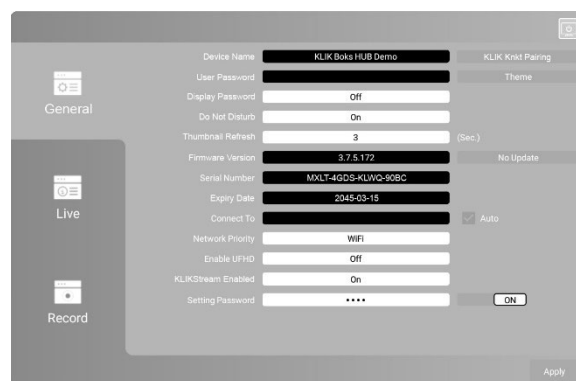 Device Name KLIK Boks HUB Demo KLIK Knkt Pairing
User Password Theme
Display Password Off
Do Not Disturb On
Thumbnail Refresh 3 (Sec.)
Firmware Version 3.7.5.172 No Update
Serial Number MXLT-4GDS-KLWQ-90BC
Expiry Date 2045-03-15
Connect To Auto
Network Priority WiFi
Enable UFHD Off
KLIKStream Enabled On
Setting Password •••• ON
General
Live
Record
Apply